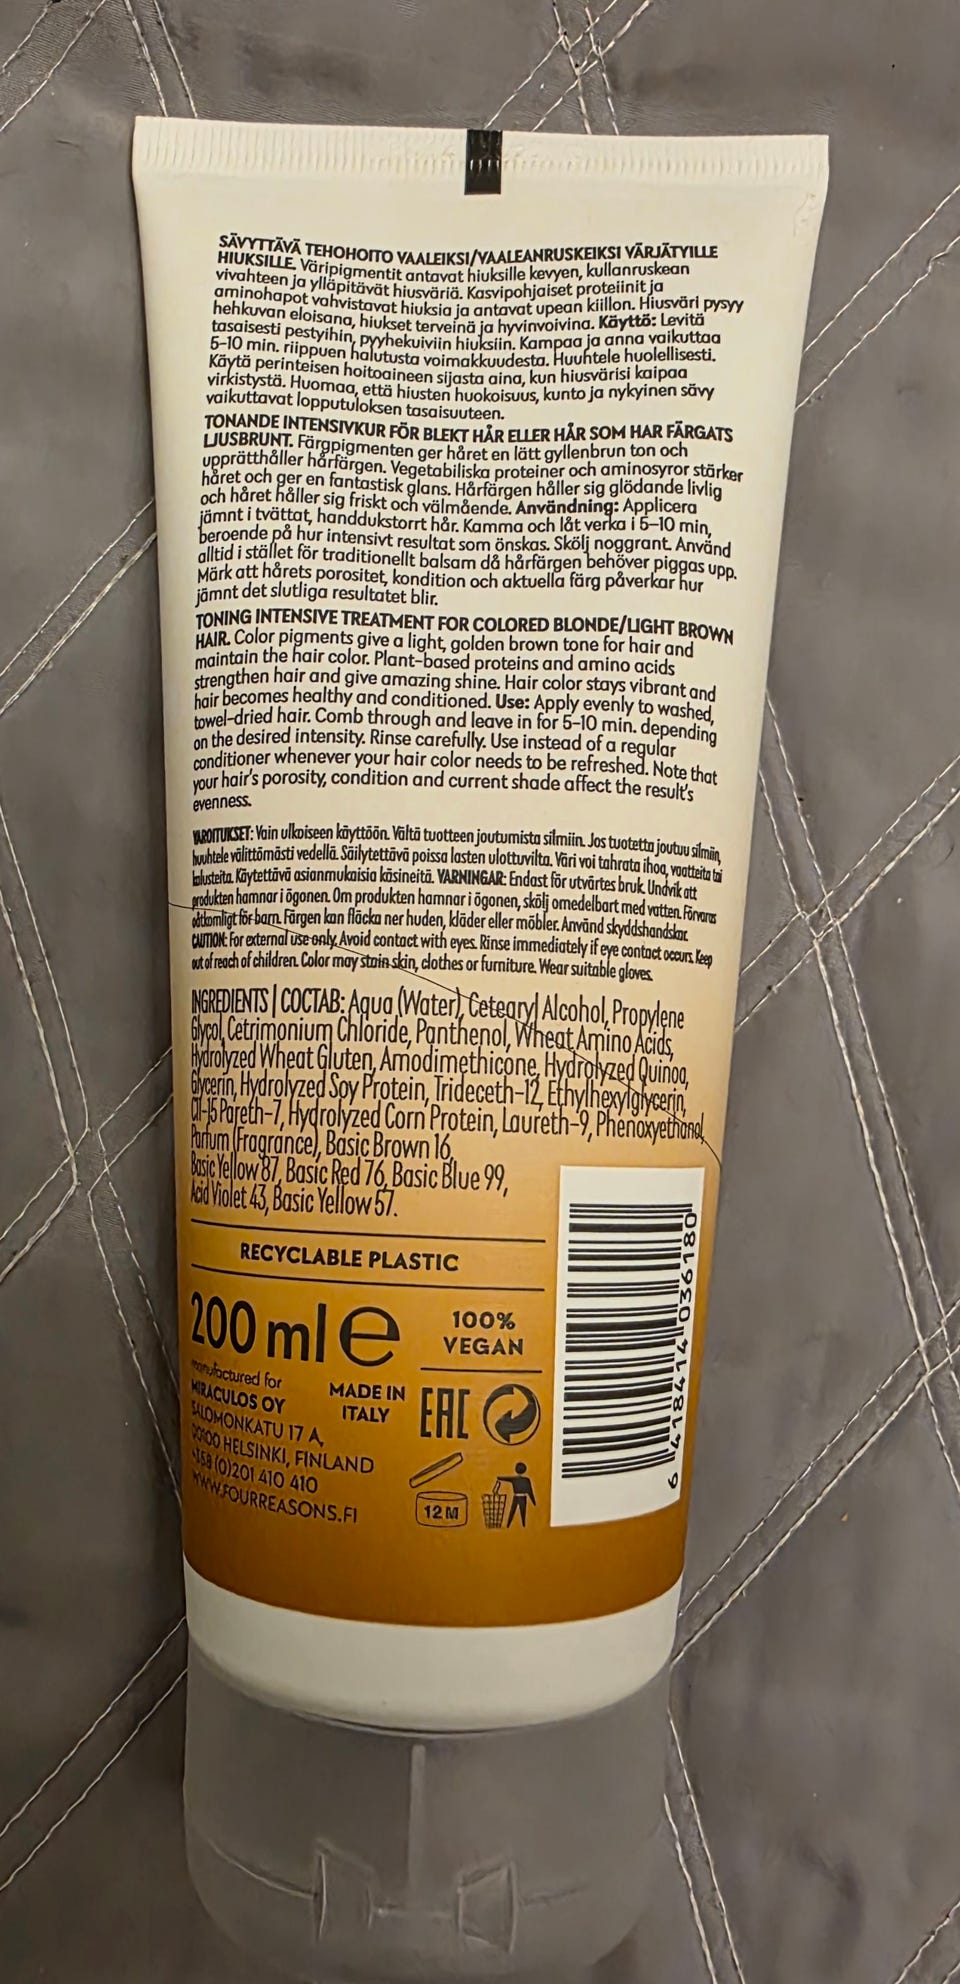 SÄVYTTÄVÄ TEHOHOITO VAALEIKSI/VAALEANRUSKEIKSI VÄRJÄTYILLE
HIUKSILLE. Väripigmentit antavat hiuksille kevyen, kullanruskean
vivahteen ja ylläpitävät hiusväriä. Kasvipohjaiset proteiinit ja
aminohapot vahvistavat hiuksia ja antavat upean kiillon. Hiusväri pysyy
hehkuvan eloisana, hiukset terveinä ja hyvinvoivina. Käyttö: Levitä
tasaisesti pestyihin, pyyhekuiviin hiuksiin. Kampaa ja anna vaikuttaa
5-10 min. riippuen halutusta voimakkuudesta. Huuhtele huolellisesti.
Käytä perinteisen hoitoaineen sijasta aina, kun hiusvärisi kaipaa
virkistystä. Huomaa, että hiusten huokoisuus, kunto ja nykyinen sävy
vaikuttavat lopputuloksen tasaisuuteen.
TONANDE INTENSIVKUR FÖR BLEKT HÅR ELLER HÅR SOM HAR FÄRGATS
LJUSBRUNT. Färgpigmenten ger håret en lätt gyllenbrun ton och
upprätthåller hårfärgen. Vegetabiliska proteiner och aminosyror stärker
håret och ger en fantastisk glans. Hårfärgen håller sig glödande livlig
och håret håller sig friskt och välmående. Användning: Applicera
jämnt i tvättat, handdukstorrt hår. Kamma och låt verka i 5-10 min,
beroende på hur intensivt resultat som önskas. Skölj noggrant. Använd
alltid i stället för traditionellt balsam då hårfärgen behöver piggas upp.
Märk att hårets porositet, kondition och aktuella färg påverkar hur
jämnt det slutliga resultatet blir.
TONING INTENSIVE TREATMENT FOR COLORED BLONDE/LIGHT BROWN
HAIR. Color pigments give a light, golden brown tone for hair and
maintain the hair color. Plant-based proteins and amino acids
strengthen hair and give amazing shine. Hair color stays vibrant and
hair becomes healthy and conditioned. Use: Apply evenly to washed,
towel-dried hair. Comb through and leave in for 5-10 min. depending
on the desired intensity. Rinse carefully. Use instead of a regular
conditioner whenever your hair color needs to be refreshed. Note that
your hair's porosity, condition and current shade affect the result's
evenness.
VAROITUKSET: Vain ulkoiseen käyttöön. Vältä tuotteen joutumista silmiin. Jos tuotetta joutuu silmiin,
huuhtele välittömästi vedellä. Säilytettävä poissa lasten ulottuvilta. Väri voi tahrata ihoa, vaatteita tai
kalusteita. Käytettävä asianmukaisia käsineitä. VARNINGAR: Endast för utvärtes bruk. Undvik att
produkten hamnar i ögonen. Om produkten hamnar i ögonen, skölj omedelbart med vatten. Förvaras
oåtkomligt för barn. Färgen kan fläcka ner huden, kläder eller möbler. Använd skyddshandskar.
CAUTION: For external use only. Avoid contact with eyes. Rinse immediately if eye contact occurs. Keep
out of reach of children. Color may stain skin, clothes or furniture. Wear suitable gloves.
INGREDIENTS | СОСТАВ: Aqua (Water), Cetearyl Alcohol, Propylene
Glycol, Cetrimonium Chloride, Panthenol, Wheat Amino Acids,
Hydrolyzed Wheat Gluten, Amodimethicone, Hydrolyzed Quinoa,
Glycerin, Hydrolyzed Soy Protein, Trideceth-12, Ethylhexylglycerin,
C11-15 Pareth-7, Hydrolyzed Corn Protein, Laureth-9, Phenoxyethanol,
Parfum (Fragrance), Basic Brown 16,
Basic Yellow 87, Basic Red 76, Basic Blue 99,
Acid Violet 43, Basic Yellow 57.
RECYCLABLE PLASTIC
200 ml e
100%
VEGAN
manufactured for
MIRACULOS OY
SALOMONKATU 17 A,
00100 HELSINKI, FINLAND
+358 (0)201 410 410
WWW.FOURREASONS.FI
MADE IN
ITALY
EAC
12 M
6 418414 036180